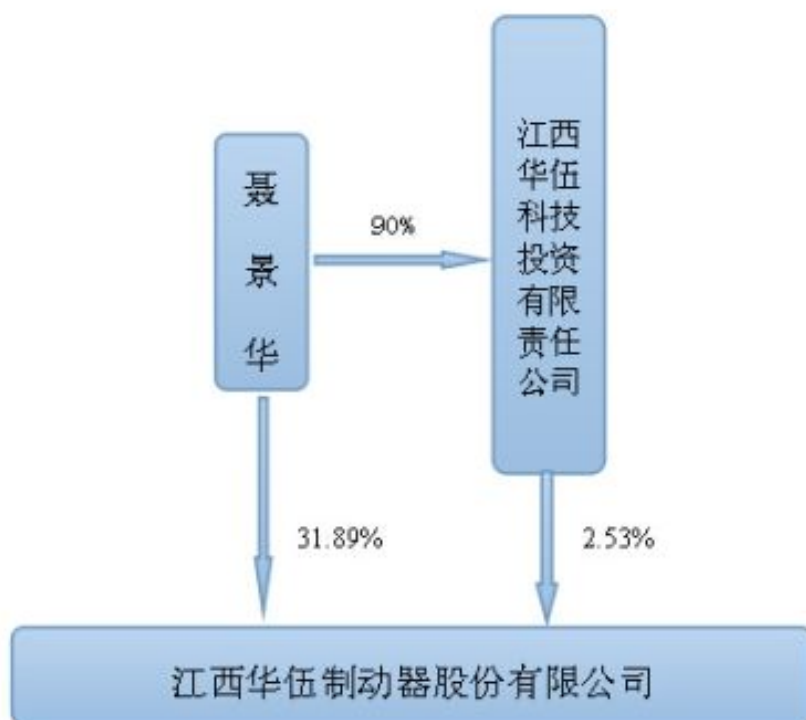 聂
景
华
90%
江西
华伍
科技
投资
有限
责任
公司
31.89%
2.53%
江西华伍制动器股份有限公司